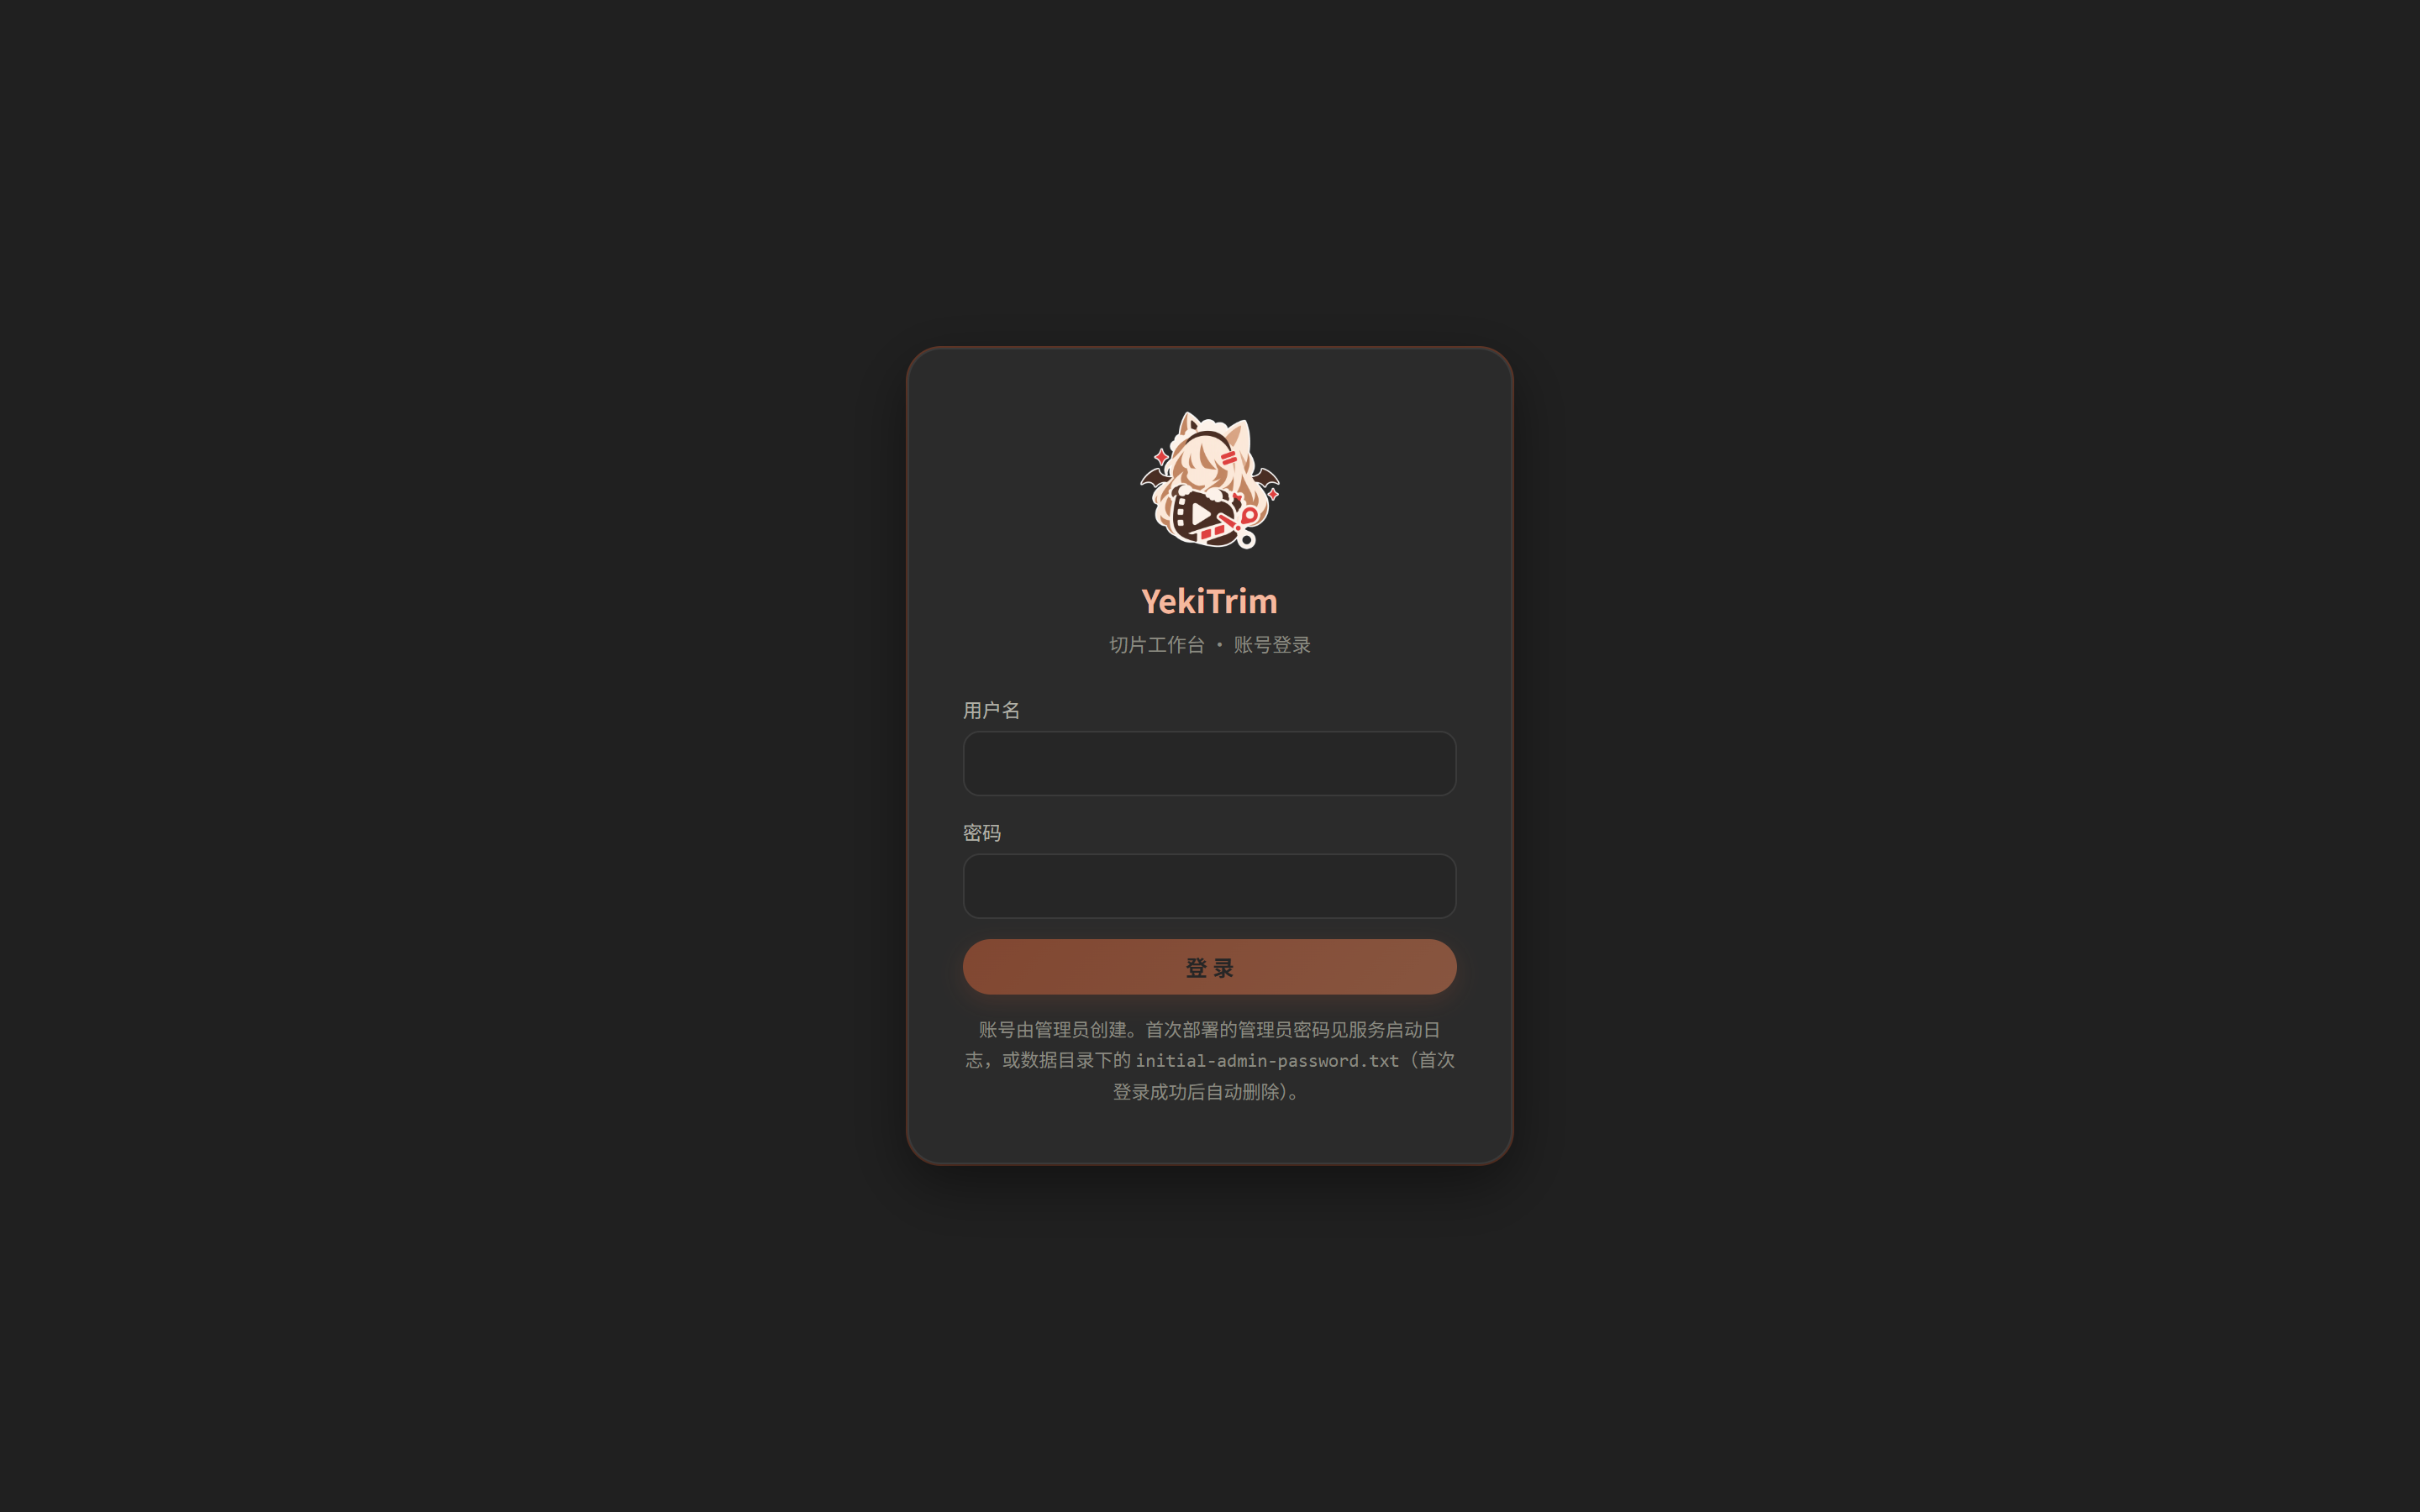 YekiTrim
切片工作台 · 账号登录
用户名
密码
登 录
账号由管理员创建。首次部署的管理员密码见服务启动日
志，或数据目录下的 initial-admin-password.txt（首次
登录成功后自动删除）。